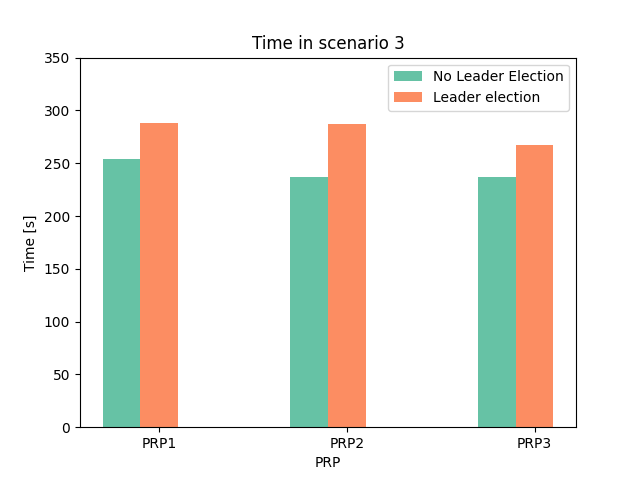 Time in scenario 3
No Leader Election
Leader election
350
300
250
200
150
100
50
0
Time [s]
PRP1
PRP2
PRP3
PRP